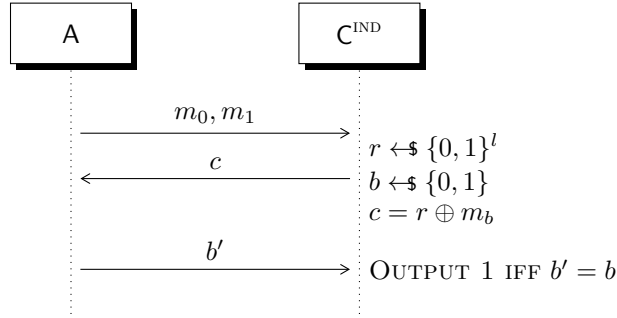 A
C^IND
m_0, m_1
r ←$ {0, 1}^l
c
b ←$ {0, 1}
c = r ⊕ m_b
b′
OUTPUT 1 IFF b′ = b